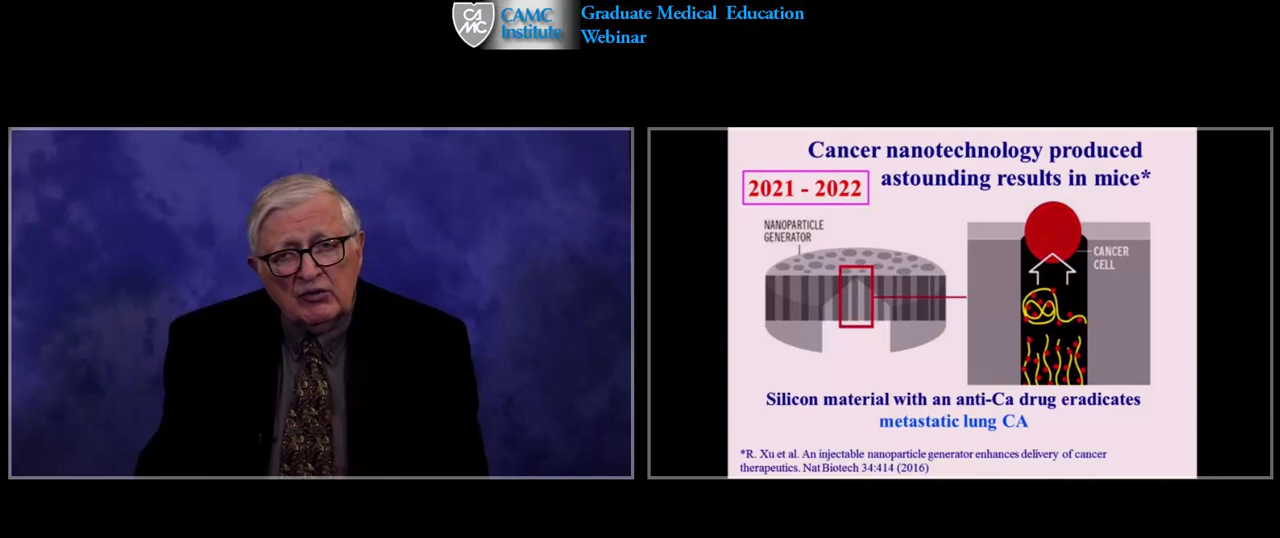 CAMC
CAMC
Institute
Graduate Medical Education
Webinar
Cancer nanotechnology produced
astounding results in mice*
2021 - 2022
NANOPARTICLE
GENERATOR
CANCER
CELL
Silicon material with an anti-Ca drug eradicates
metastatic lung CA
*R. Xu et al. An injectable nanoparticle generator enhances delivery of cancer
therapeutics. Nat Biotech 34:414 (2016)